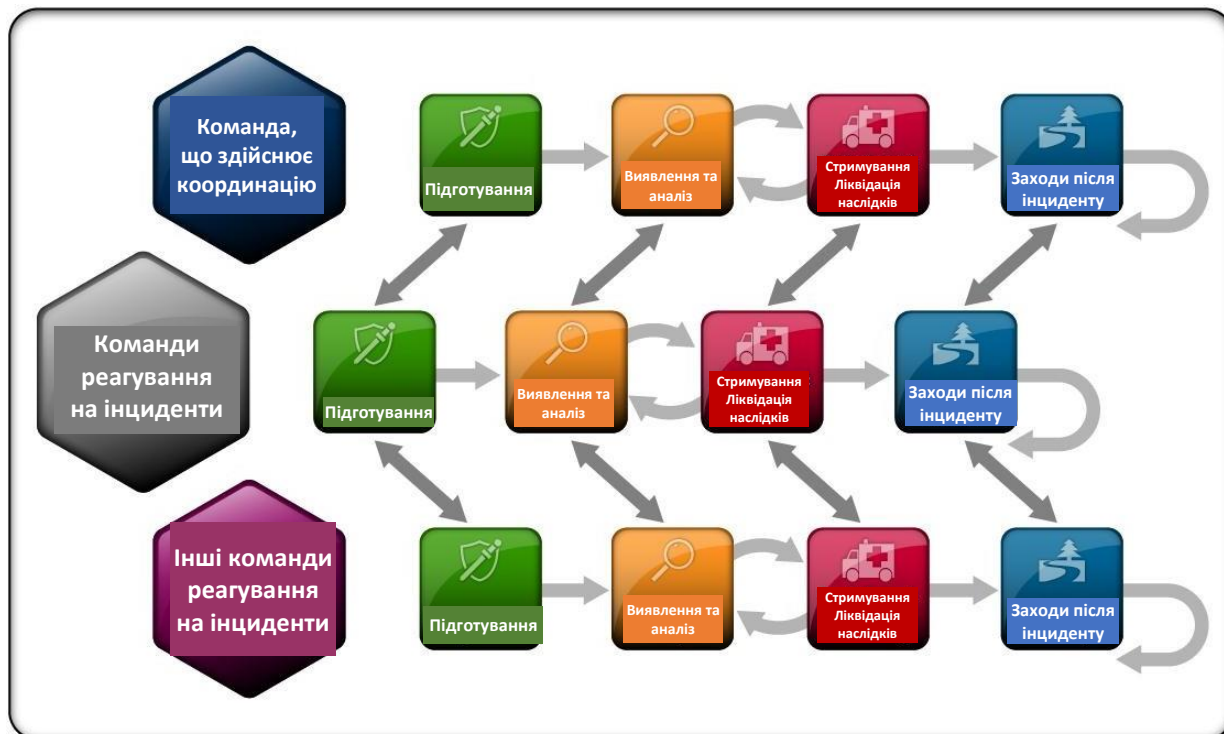 Команда,
що здійснює
координацію
Підготування
Виявлення та
аналіз
Стримування
Ліквідація
наслідків
Заходи після
інциденту
Команди
реагування
на інциденти
Підготування
Виявлення та
аналіз
Стримування
Ліквідація
наслідків
Заходи після
інциденту
Інші команди
реагування
на інциденти
Підготування
Виявлення та
аналіз
Стримування
Ліквідація
наслідків
Заходи після
інциденту